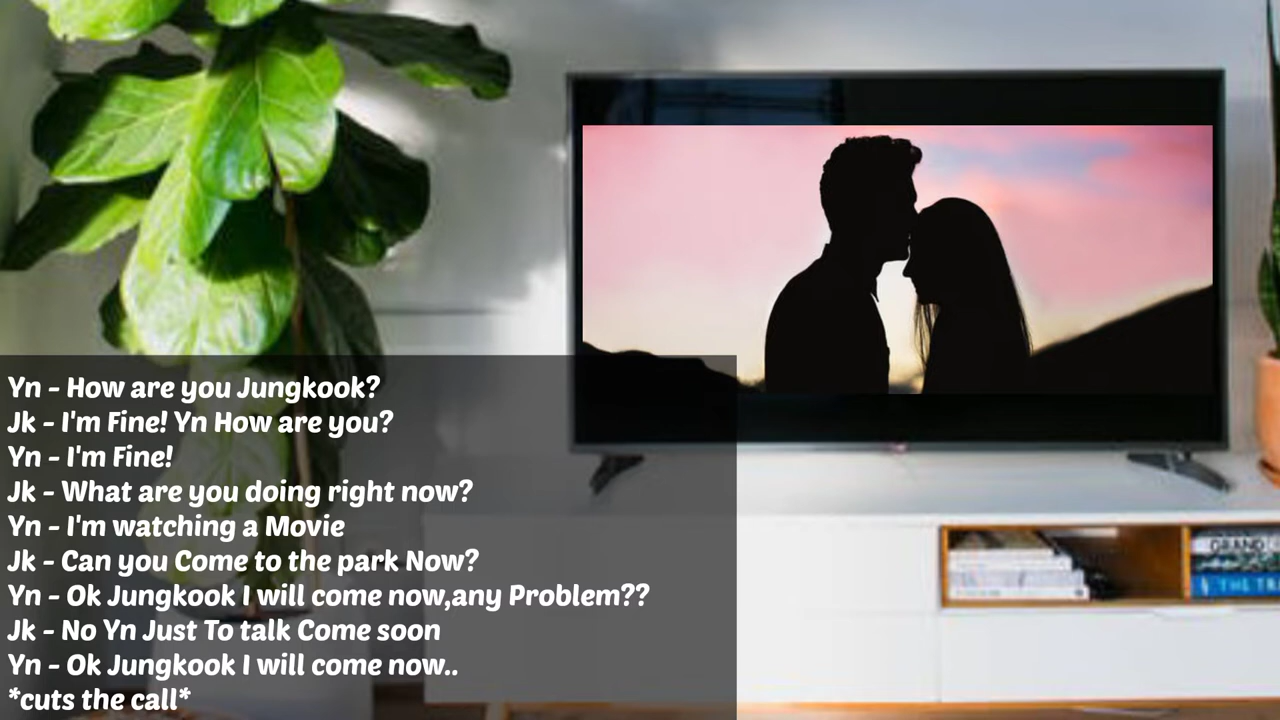 Yn - How are you Jungkook?
Jk - I'm Fine! Yn How are you?
Yn - I'm Fine!
Jk - What are you doing right now?
Yn - I'm watching a Movie
Jk - Can you Come to the park Now?
Yn - Ok Jungkook I will come now,any Problem??
Jk - No Yn Just To talk Come soon
Yn - Ok Jungkook I will come now..
*cuts the call*
GRAND
THE